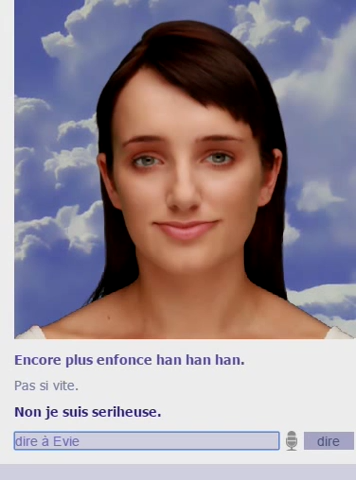 Encore plus enfonce han han han.
Pas si vite.
Non je suis seriheuse.
dire à Evie
dire